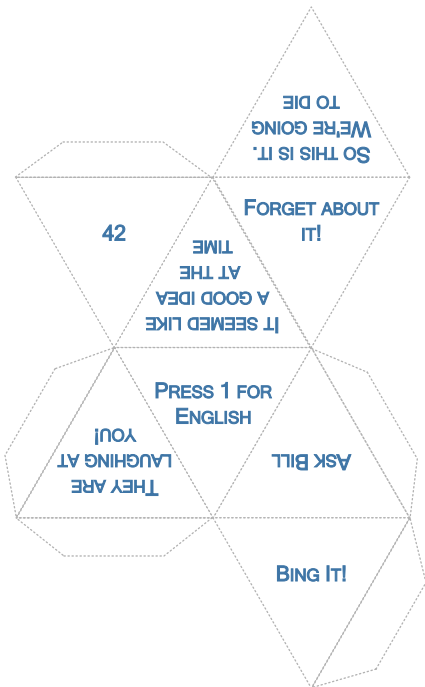 So this is it.
We're going
to die
Forget about
it!
42
It seemed like
a good idea
at the
time
Press 1 for
English
They are
laughing at
you!
Ask Bill
Bing It!